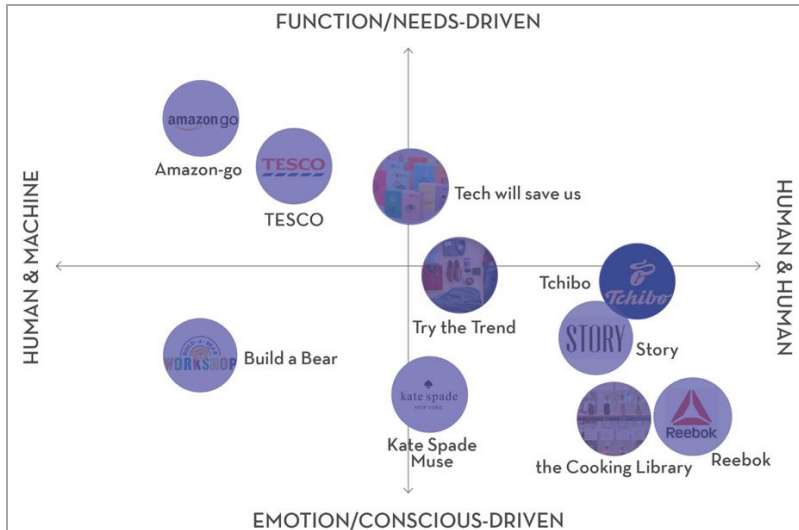 FUNCTION/NEEDS-DRIVEN
amazon go
Amazon-go
TESCO
TESCO
Tech will save us
HUMAN & MACHINE
HUMAN & HUMAN
Tchibo
Tchibo
Try the Trend
STORY
Story
BUILD-A-BEAR
WORKSHOP
Build a Bear
kate spade
NEW YORK
Kate Spade
Muse
the Cooking Library
Reebok
Reebok
EMOTION/CONSCIOUS-DRIVEN